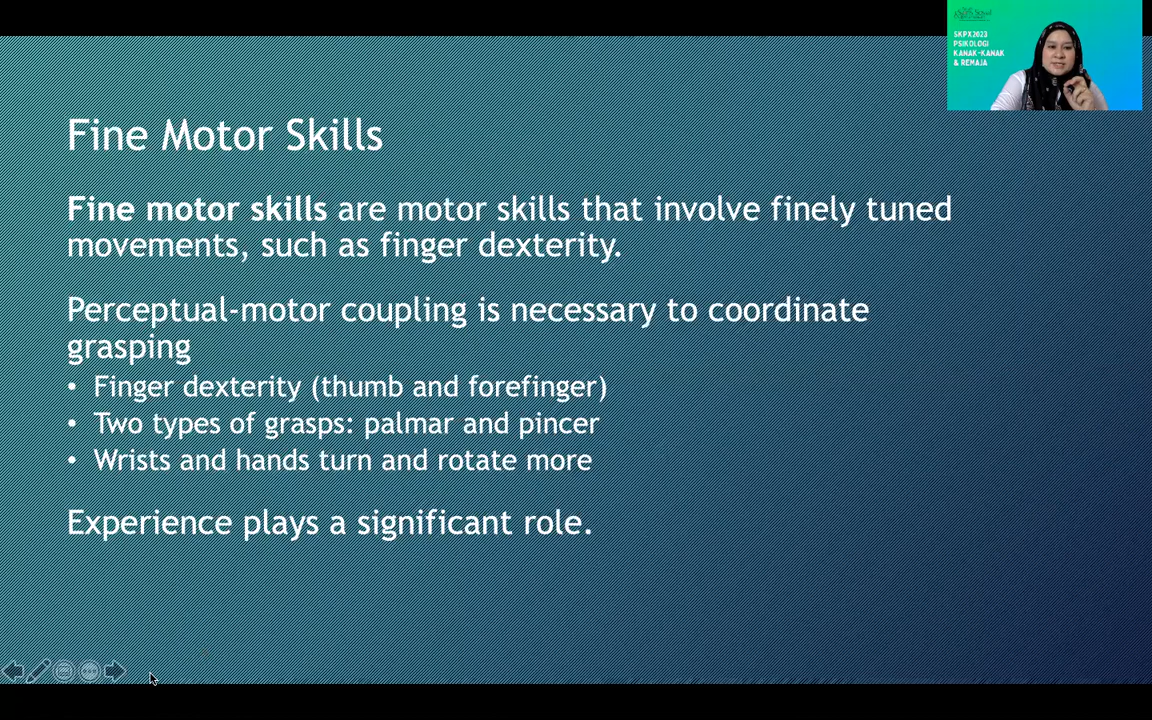 SKPX2023
PSIKOLOGI
KANAK-KANAK
& REMAJA
Fine Motor Skills
Fine motor skills are motor skills that involve finely tuned
movements, such as finger dexterity.
Perceptual-motor coupling is necessary to coordinate
grasping
• Finger dexterity (thumb and forefinger)
• Two types of grasps: palmar and pincer
• Wrists and hands turn and rotate more
Experience plays a significant role.